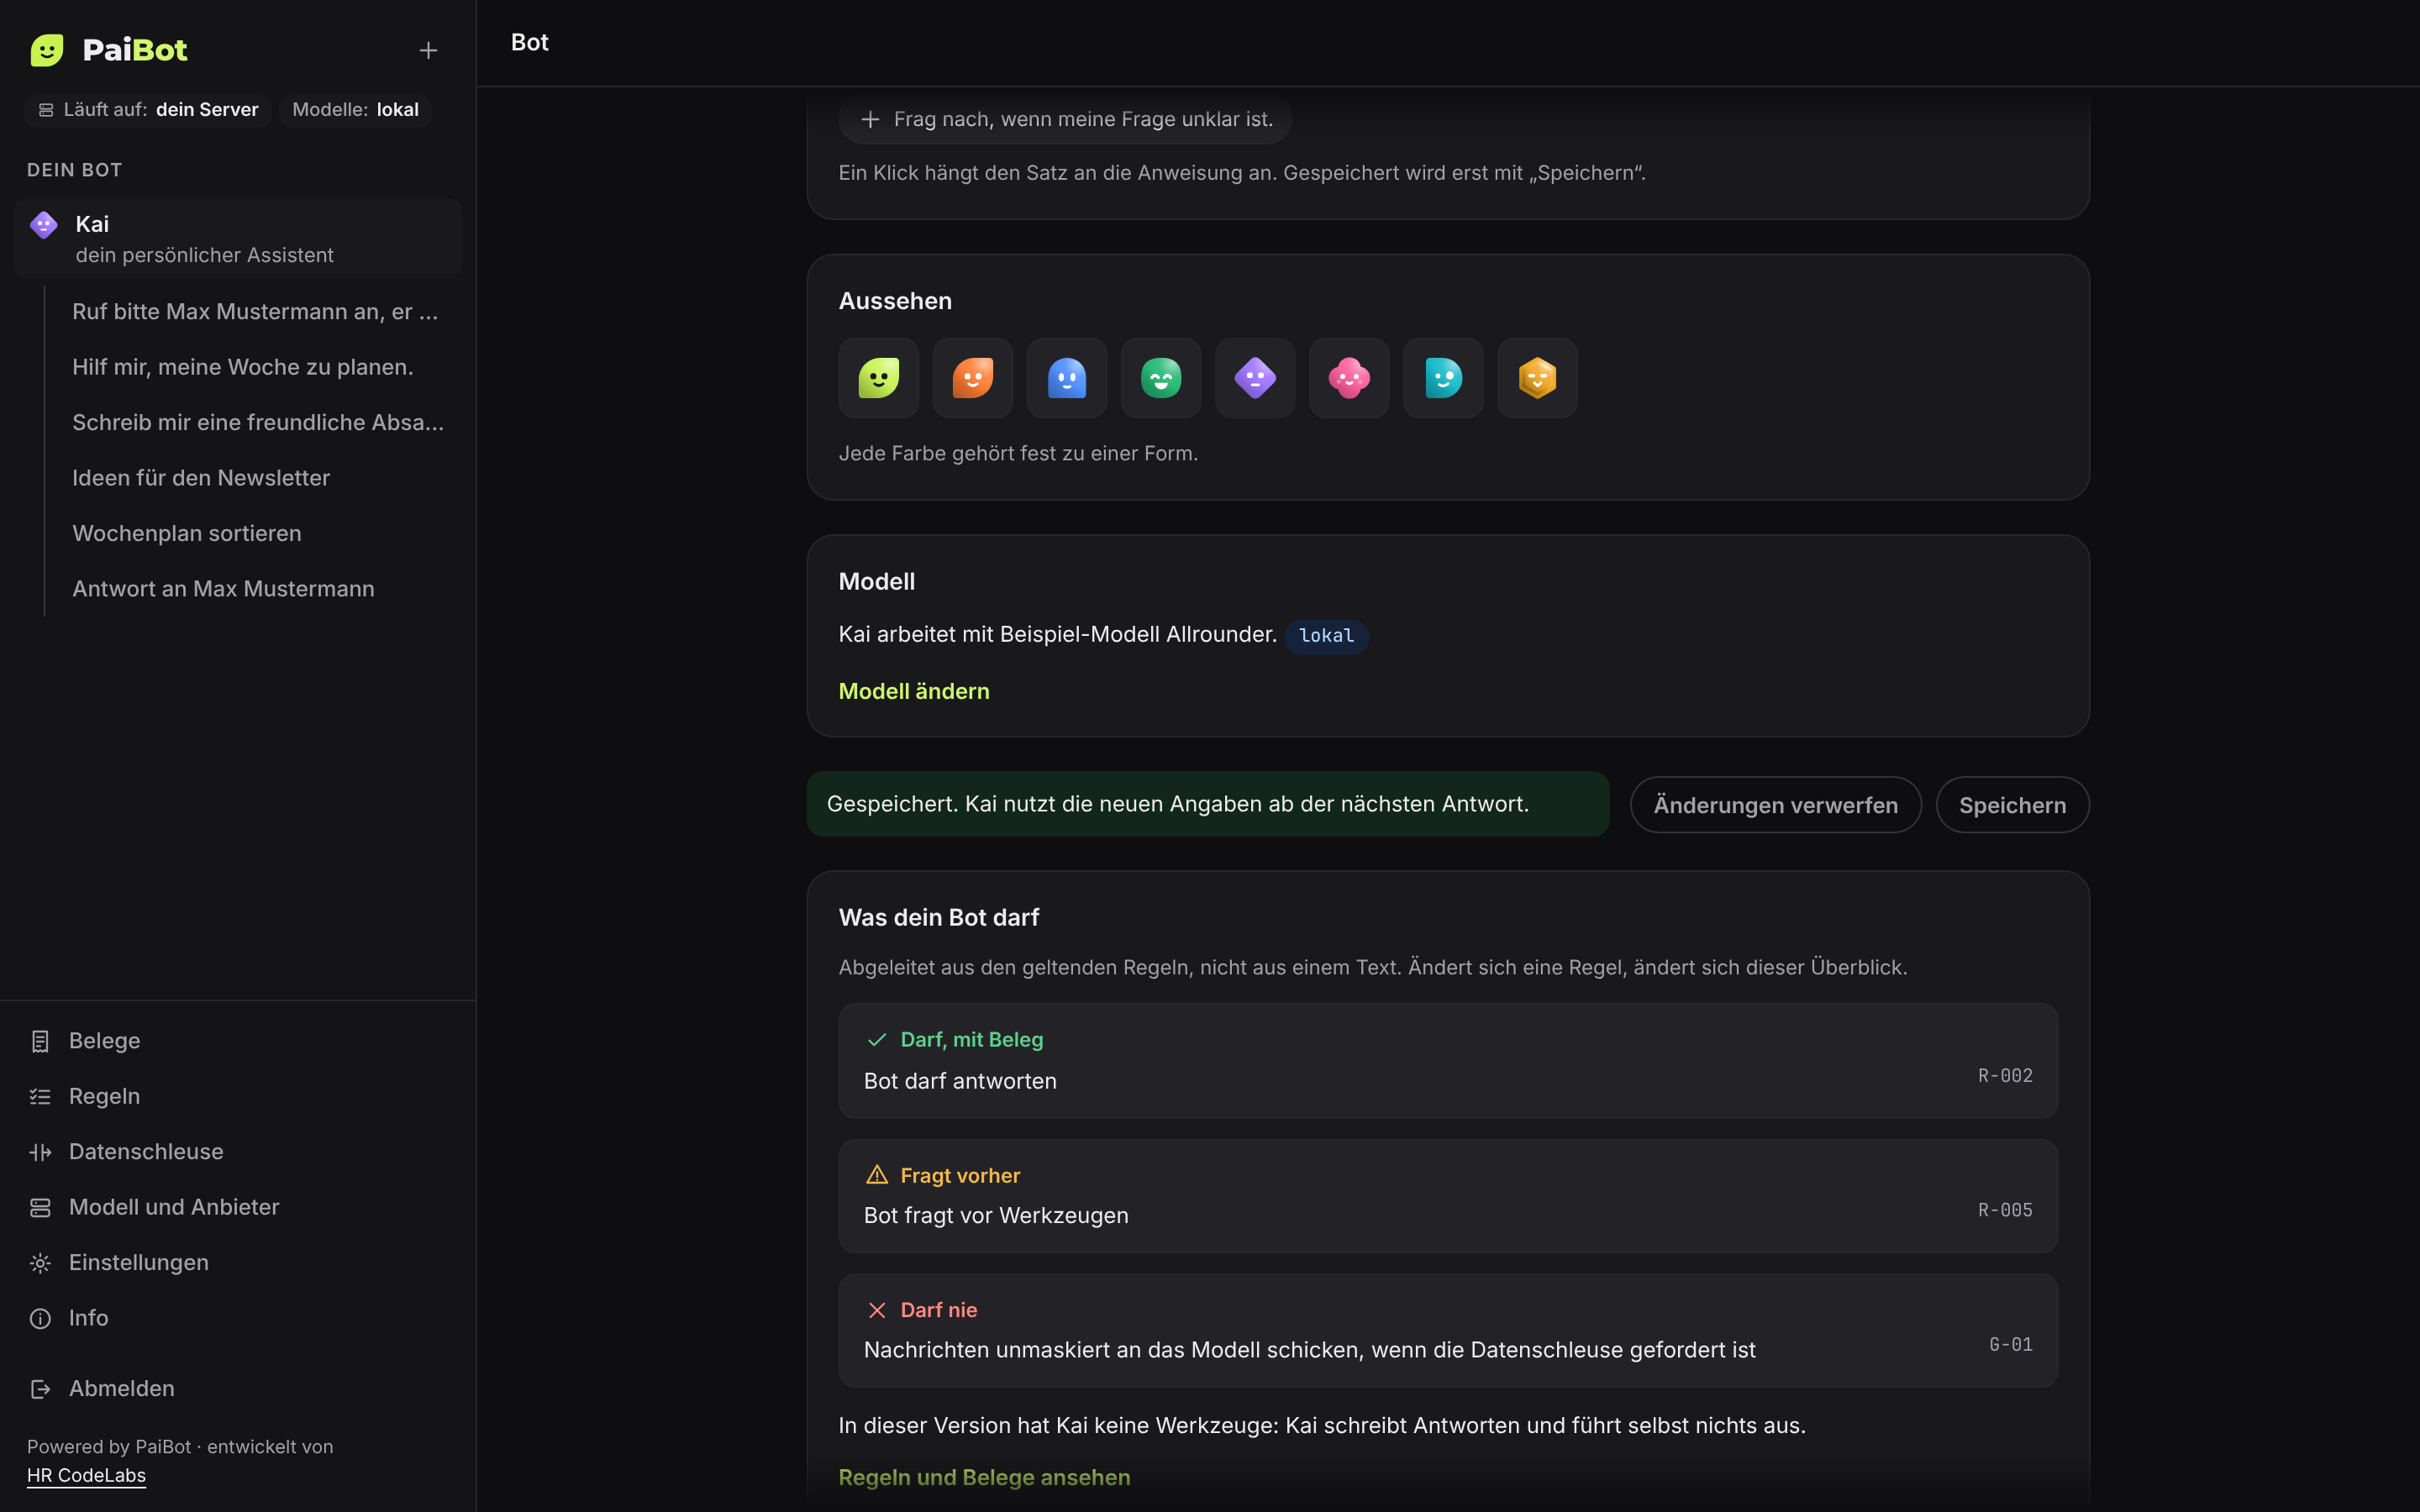 PaiBot
Läuft auf: dein Server
Modelle: lokal
DEIN BOT
Kai
dein persönlicher Assistent
Ruf bitte Max Mustermann an, er ...
Hilf mir, meine Woche zu planen.
Schreib mir eine freundliche Absa...
Ideen für den Newsletter
Wochenplan sortieren
Antwort an Max Mustermann
Belege
Regeln
Datenschleuse
Modell und Anbieter
Einstellungen
Info
Abmelden
Powered by PaiBot · entwickelt von
HR CodeLabs
Bot
Frag nach, wenn meine Frage unklar ist.
Ein Klick hängt den Satz an die Anweisung an. Gespeichert wird erst mit „Speichern“.
Aussehen
Jede Farbe gehört fest zu einer Form.
Modell
Kai arbeitet mit Beispiel-Modell Allrounder. lokal
Modell ändern
Gespeichert. Kai nutzt die neuen Angaben ab der nächsten Antwort.
Änderungen verwerfen
Speichern
Was dein Bot darf
Abgeleitet aus den geltenden Regeln, nicht aus einem Text. Ändert sich eine Regel, ändert sich dieser Überblick.
Darf, mit Beleg
Bot darf antworten
R-002
Fragt vorher
Bot fragt vor Werkzeugen
R-005
Darf nie
Nachrichten unmaskiert an das Modell schicken, wenn die Datenschleuse gefordert ist
G-01
In dieser Version hat Kai keine Werkzeuge: Kai schreibt Antworten und führt selbst nichts aus.
Regeln und Belege ansehen